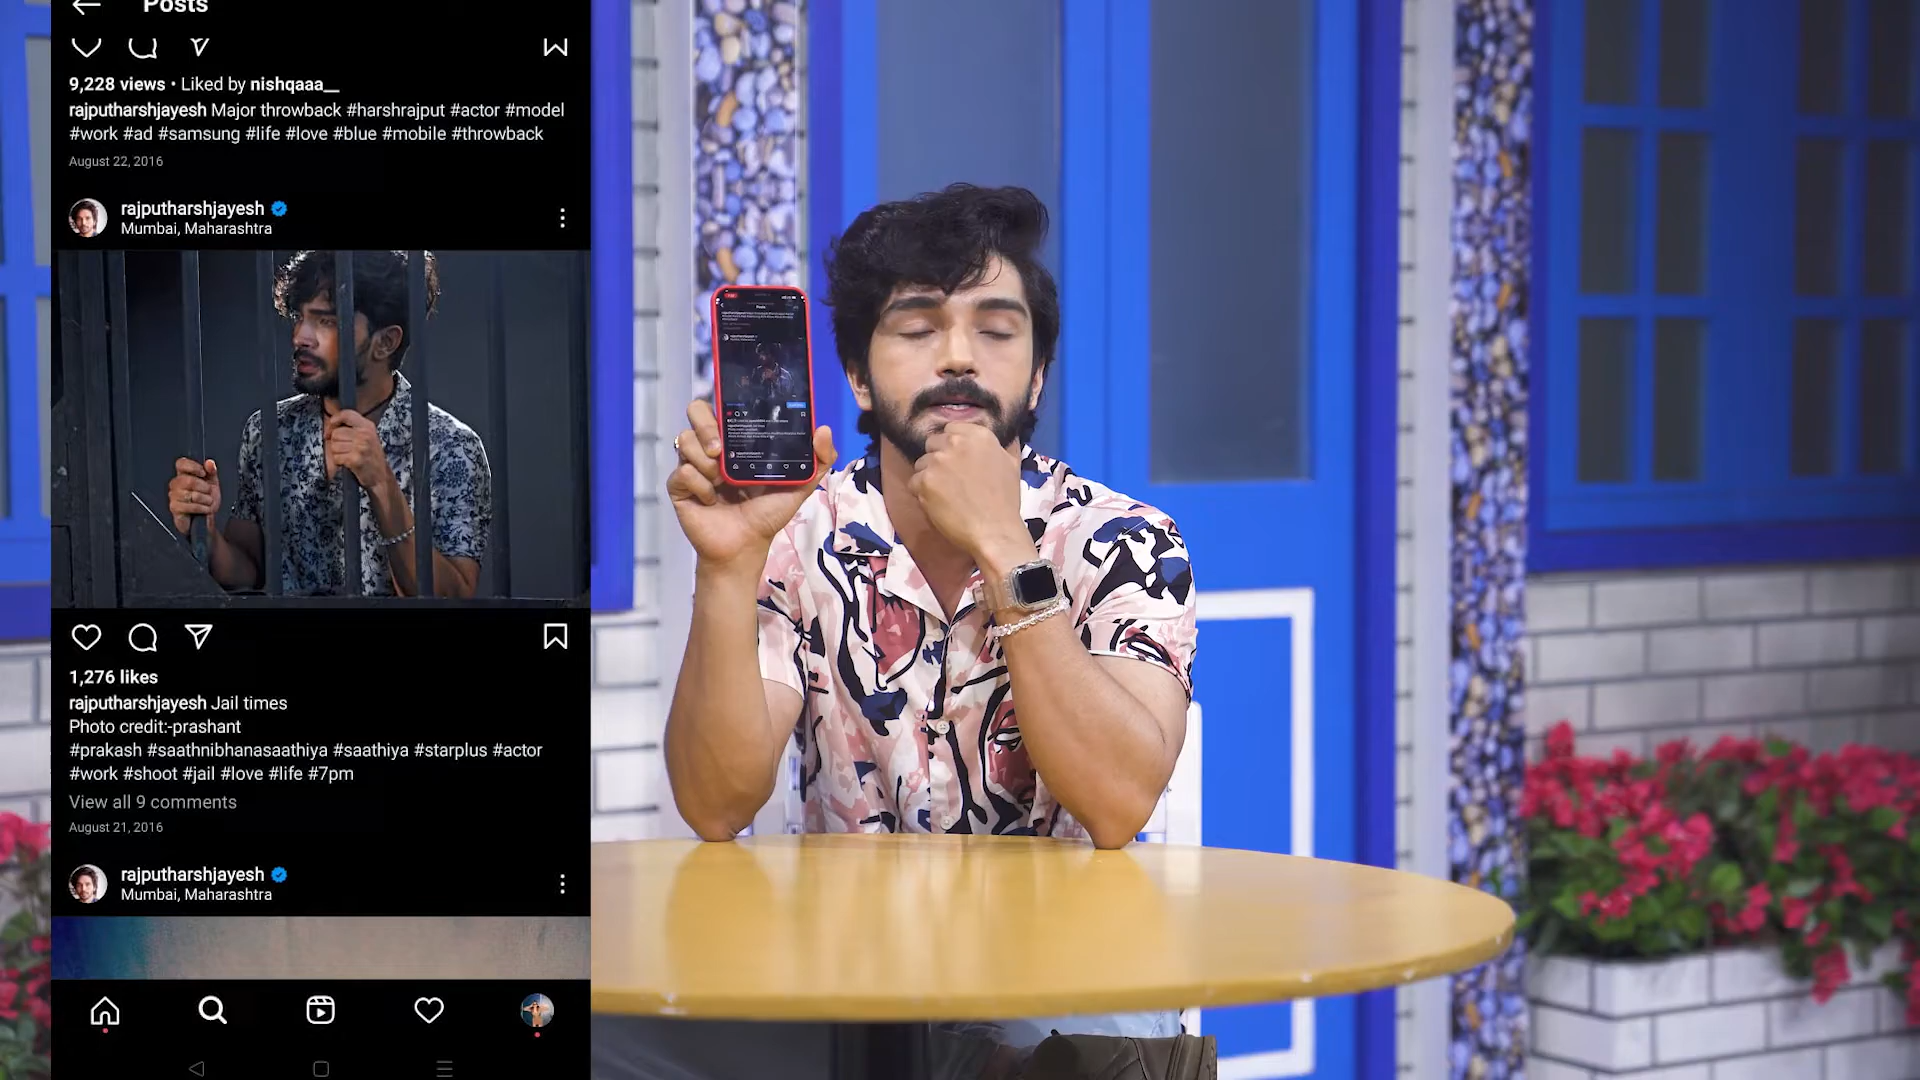 Posts
9,228 views • Liked by nishqaaa__
rajputharshjayesh Major throwback #harshrajput #actor #model
#work #ad #samsung #life #love #blue #mobile #throwback
August 22, 2016
rajputharshjayesh
Mumbai, Maharashtra
1,276 likes
rajputharshjayesh Jail times
Photo credit:-prashant
#prakash #saathnibhanasaathiya #saathiya #starplus #actor
#work #shoot #jail #love #life #7pm
View all 9 comments
August 21, 2016
rajputharshjayesh
Mumbai, Maharashtra